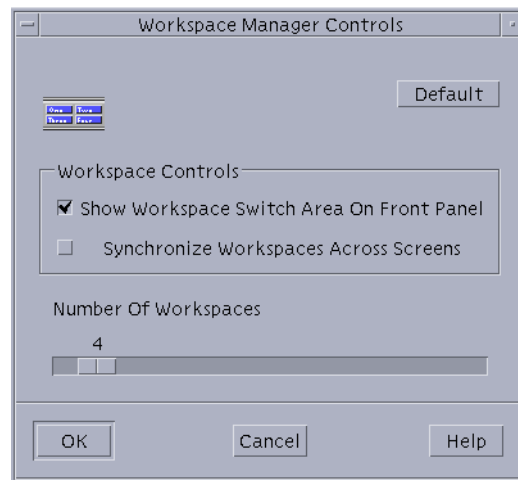 Workspace Manager Controls
Default
One Two
Three Four
Workspace Controls
Show Workspace Switch Area On Front Panel
Synchronize Workspaces Across Screens
Number Of Workspaces
4
OK Cancel Help